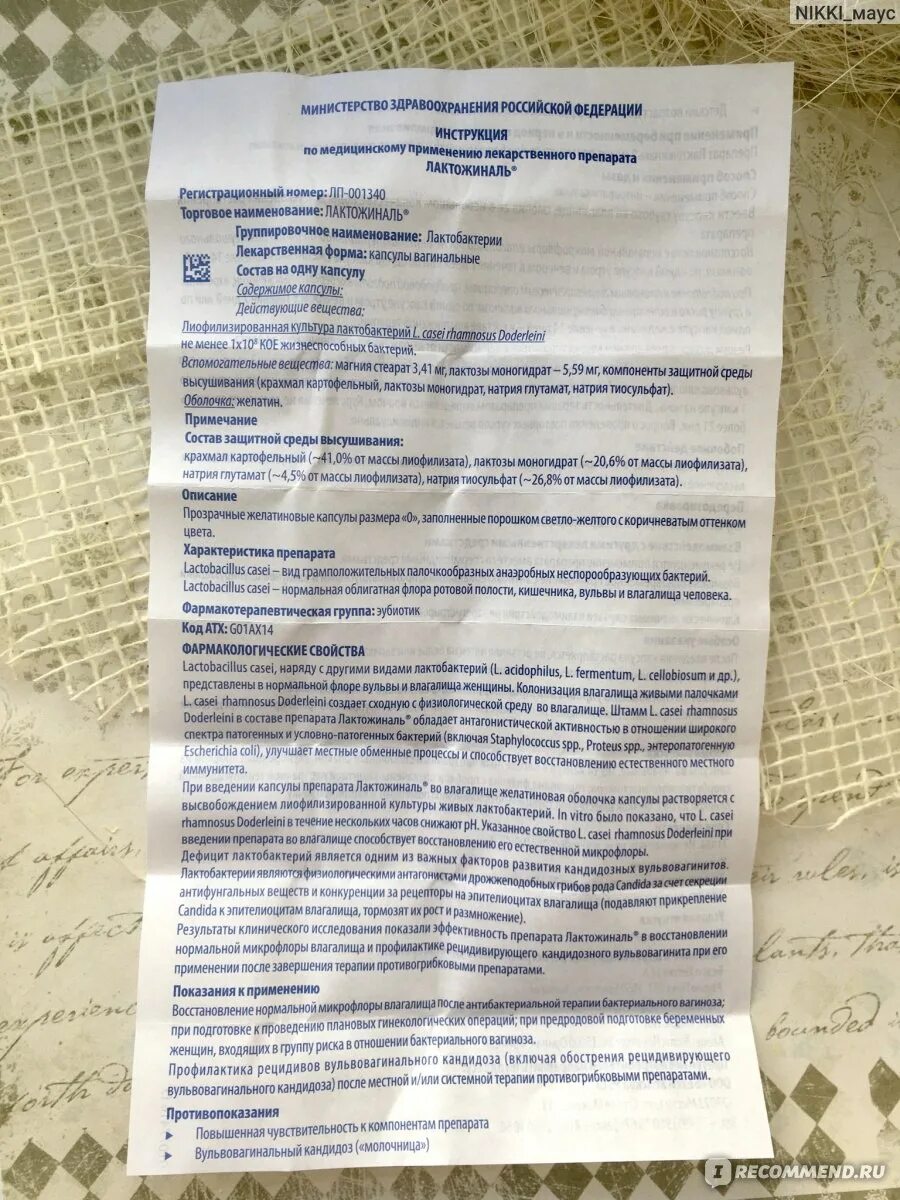 NIKKI_маус
МИНИСТЕРСТВО ЗДРАВООХРАНЕНИЯ РОССИЙСКОЙ ФЕДЕРАЦИИ
ИНСТРУКЦИЯ
по медицинскому применению лекарственного препарата
ЛАКТОЖИНАЛЬ®
Регистрационный номер: ЛП-001340
Торговое наименование: ЛАКТОЖИНАЛЬ®
Группировочное наименование: Лактобактерии
Лекарственная форма: капсулы вагинальные
Состав на одну капсулу
Содержимое капсулы:
Действующие вещества:
Лиофилизированная культура лактобактерий L. casei rhamnosus Doderleini
не менее 1х10⁸ КОЕ жизнеспособных бактерий.
Вспомогательные вещества: магния стеарат 3,41 мг, лактозы моногидрат – 5,59 мг, компоненты защитной среды
высушивания (крахмал картофельный, лактозы моногидрат, натрия глутамат, натрия тиосульфат).
Оболочка: желатин.
Примечание
Состав защитной среды высушивания:
крахмал картофельный (~41,0% от массы лиофилизата), лактозы моногидрат (~20,6% от массы лиофилизата),
натрия глутамат (~4,5% от массы лиофилизата), натрия тиосульфат (~26,8% от массы лиофилизата).
Описание
Прозрачные желатиновые капсулы размера «0», заполненные порошком светло-желтого с коричневатым оттенком
цвета.
Характеристика препарата
Lactobacillus casei – вид грамположительных палочкообразных анаэробных неспорообразующих бактерий.
Lactobacillus casei – нормальная облигатная флора ротовой полости, кишечника, вульвы и влагалища человека.
Фармакотерапевтическая группа: эубиотик
Код АТХ: G01AX14
ФАРМАКОЛОГИЧЕСКИЕ СВОЙСТВА
Lactobacillus casei, наряду с другими видами лактобактерий (L. acidophilus, L. fermentum, L. cellobiosum и др.),
представлены в нормальной флоре вульвы и влагалища женщины. Колонизация влагалища живыми палочками
L. casei rhamnosus Doderleini создает сходную с физиологической среду во влагалище. Штамм L. casei rhamnosus
Doderleini в составе препарата Лактожиналь® обладает антагонистической активностью в отношении широкого
спектра патогенных и условно-патогенных бактерий (включая Staphylococcus spp., Proteus spp., энтеропатогенную
Escherichia coli), улучшает местные обменные процессы и способствует восстановлению естественного местного
иммунитета.
При введении капсулы препарата Лактожиналь® во влагалище желатиновая оболочка капсулы растворяется с
высвобождением лиофилизированной культуры живых лактобактерий. In vitro было показано, что L. casei
rhamnosus Doderleini в течение нескольких часов снижают pH. Указанное свойство L. casei rhamnosus Doderleini при
введении препарата во влагалище способствует восстановлению его естественной микрофлоры.
Дефицит лактобактерий является одним из важных факторов развития кандидозных вульвовагинитов.
Лактобактерии являются физиологическими антагонистами дрожжеподобных грибов рода Candida за счет секреции
антифунгальных веществ и конкуренции за рецепторы на эпителиоцитах влагалища (подавляют прикрепление
Candida к эпителиоцитам влагалища, тормозят их рост и размножение).
Результаты клинического исследования показали эффективность препарата Лактожиналь® в восстановлении
нормальной микрофлоры влагалища и профилактике рецидивирующего кандидозного вульвовагинита при его
применении после завершения терапии противогрибковыми препаратами.
Показания к применению
Восстановление нормальной микрофлоры влагалища после антибактериальной терапии бактериального вагиноза;
при подготовке к проведению плановых гинекологических операций; при предродовой подготовке беременных
женщин, входящих в группу риска в отношении бактериального вагиноза.
Профилактика рецидивов вульвовагинального кандидоза (включая обострения рецидивирующего
вульвовагинального кандидоза) после местной и/или системной терапии противогрибковыми препаратами.
Противопоказания
Повышенная чувствительность к компонентам препарата
Вульвовагинальный кандидоз («молочница»)
IRECOMMEND.RU